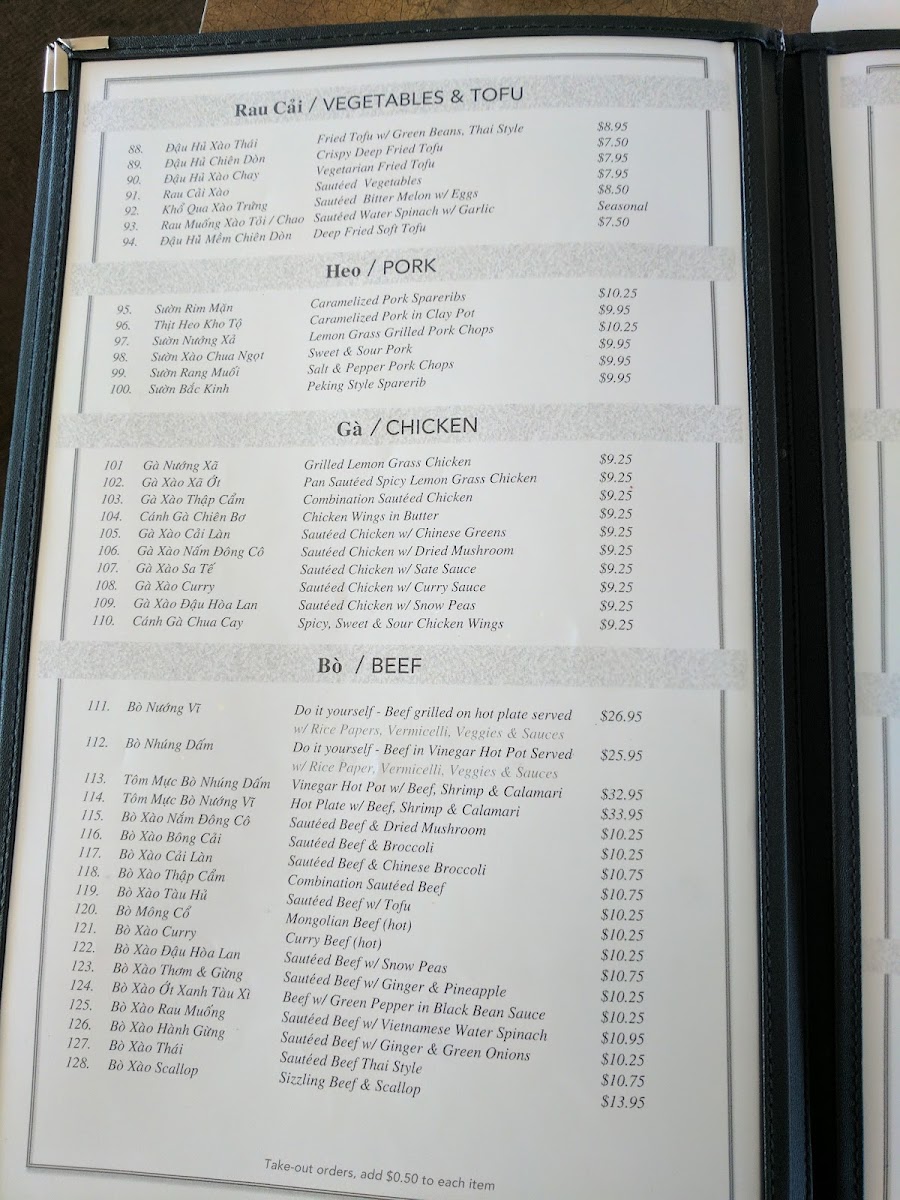 Rau Cải / VEGETABLES & TOFU
88. Đậu Hủ Xào Thái Fried Tofu w/ Green Beans, Thai Style $8.95
89. Đậu Hủ Chiên Dòn Crispy Deep Fried Tofu $7.50
90. Đậu Hủ Xào Chay Vegetarian Fried Tofu $7.95
91. Rau Cải Xào Sautéed Vegetables $7.95
92. Khổ Qua Xào Trứng Sautéed Bitter Melon w/ Eggs $8.50
93. Rau Muống Xào Tỏi / Chao Sautéed Water Spinach w/ Garlic Seasonal
94. Đậu Hủ Mềm Chiên Dòn Deep Fried Soft Tofu $7.50
Heo / PORK
95. Sườn Rim Mặn Caramelized Pork Spareribs $10.25
96. Thịt Heo Kho Tộ Caramelized Pork in Clay Pot $9.95
97. Sườn Nướng Xả Lemon Grass Grilled Pork Chops $10.25
98. Sườn Xào Chua Ngọt Sweet & Sour Pork $9.95
99. Sườn Rang Muối Salt & Pepper Pork Chops $9.95
100. Sườn Bắc Kinh Peking Style Sparerib $9.95
Gà / CHICKEN
101 Gà Nướng Xã Grilled Lemon Grass Chicken $9.25
102. Gà Xào Xã Ớt Pan Sautéed Spicy Lemon Grass Chicken $9.25
103. Gà Xào Thập Cẩm Combination Sautéed Chicken $9.25
104. Cánh Gà Chiên Bơ Chicken Wings in Butter $9.25
105. Gà Xào Cải Làn Sautéed Chicken w/ Chinese Greens $9.25
106. Gà Xào Nấm Đông Cô Sautéed Chicken w/ Dried Mushroom $9.25
107. Gà Xào Sa Tế Sautéed Chicken w/ Sate Sauce $9.25
108. Gà Xào Curry Sautéed Chicken w/ Curry Sauce $9.25
109. Gà Xào Đậu Hòa Lan Sautéed Chicken w/ Snow Peas $9.25
110. Cánh Gà Chua Cay Spicy, Sweet & Sour Chicken Wings $9.25
Bò / BEEF
111. Bò Nướng Vĩ Do it yourself - Beef grilled on hot plate served $26.95
w/ Rice Papers, Vermicelli, Veggies & Sauces
112. Bò Nhúng Dấm Do it yourself - Beef in Vinegar Hot Pot Served $25.95
w/ Rice Paper, Vermicelli, Veggies & Sauces
113. Tôm Mực Bò Nhúng Dấm Vinegar Hot Pot w/ Beef, Shrimp & Calamari $32.95
114. Tôm Mực Bò Nướng Vĩ Hot Plate w/ Beef, Shrimp & Calamari $33.95
115. Bò Xào Nấm Đông Cô Sautéed Beef & Dried Mushroom $10.25
116. Bò Xào Bông Cải Sautéed Beef & Broccoli $10.25
117. Bò Xào Cải Làn Sautéed Beef & Chinese Broccoli $10.75
118. Bò Xào Thập Cẩm Combination Sautéed Beef $10.75
119. Bò Xào Tàu Hủ Sautéed Beef w/ Tofu $10.25
120. Bò Mông Cổ Mongolian Beef (hot) $10.25
121. Bò Xào Curry Curry Beef (hot) $10.25
122. Bò Xào Đậu Hòa Lan Sautéed Beef w/ Snow Peas $10.75
123. Bò Xào Thơm & Gừng Sautéed Beef w/ Ginger & Pineapple $10.25
124. Bò Xào Ớt Xanh Tàu Xì Beef w/ Green Pepper in Black Bean Sauce $10.25
125. Bò Xào Rau Muống Sautéed Beef w/ Vietnamese Water Spinach $10.95
126. Bò Xào Hành Gừng Sautéed Beef w/ Ginger & Green Onions $10.25
127. Bò Xào Thái Sautéed Beef Thai Style $10.75
128. Bò Xào Scallop Sizzling Beef & Scallop $13.95
Take-out orders, add $0.50 to each item